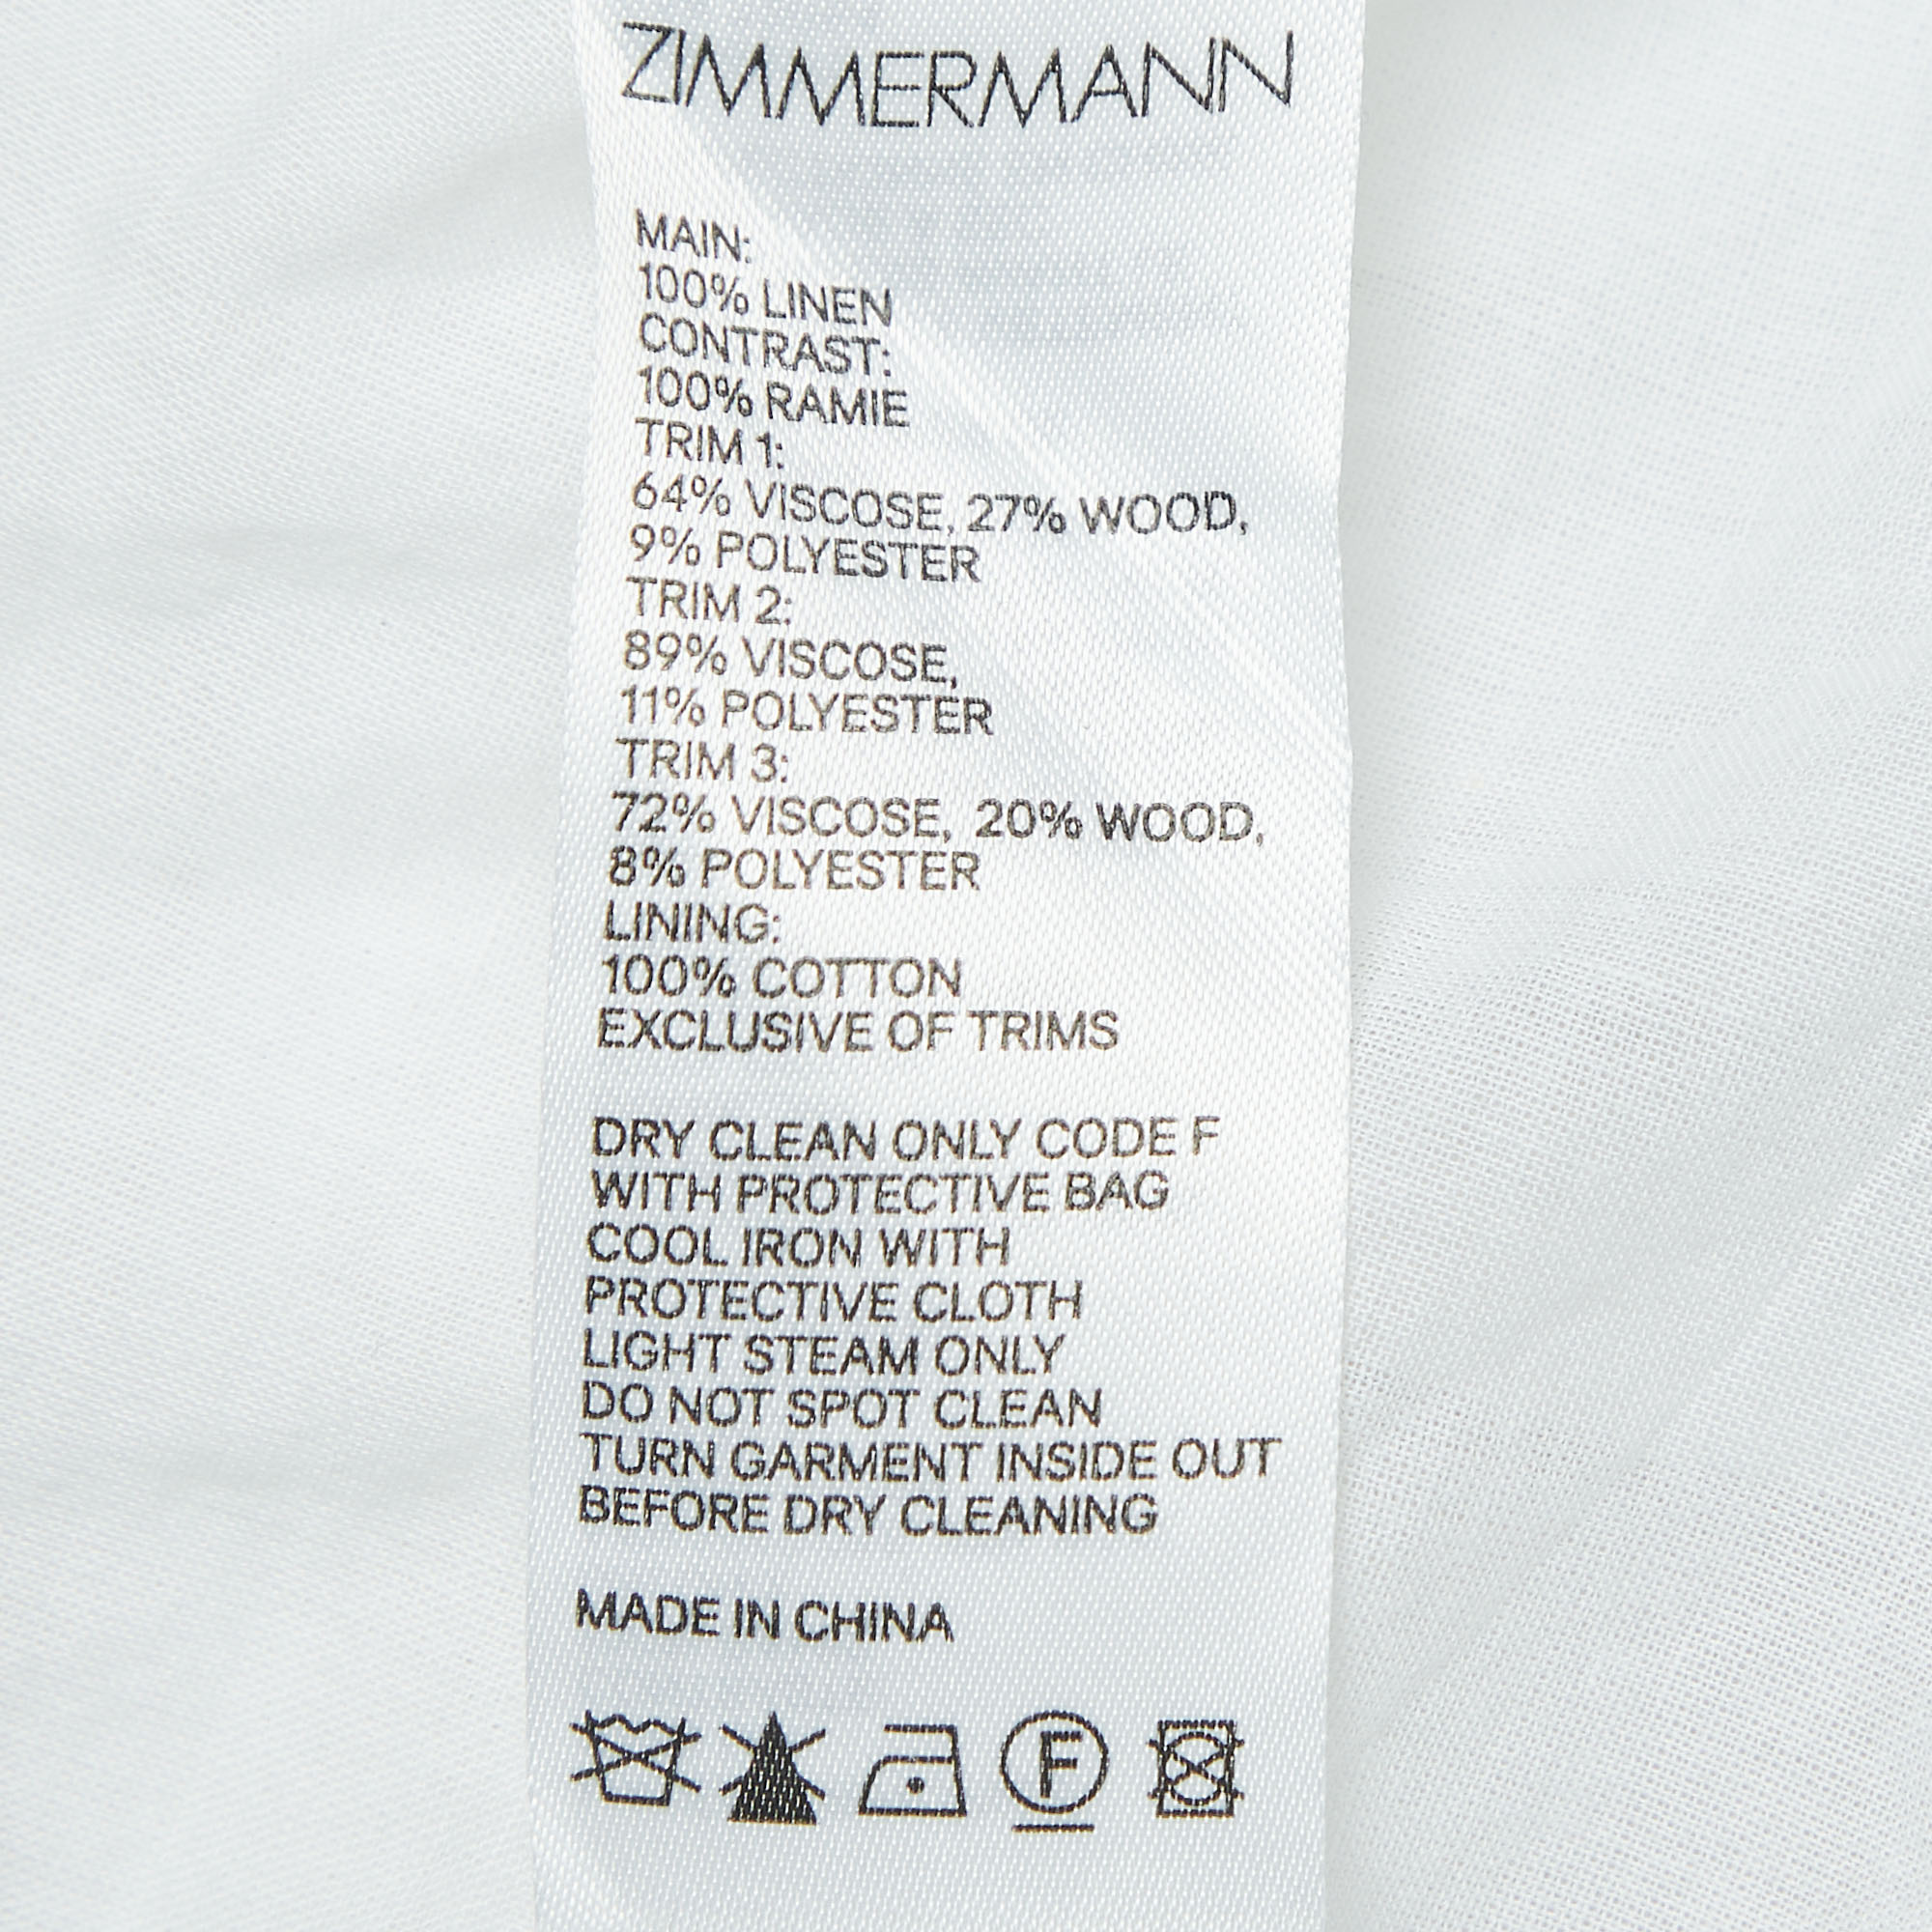 ZIMMERMANN
MAIN:
100% LINEN
CONTRAST:
100% RAMIE
TRIM 1:
64% VISCOSE, 27% WOOD,
9% POLYESTER
TRIM 2:
89% VISCOSE,
11% POLYESTER
TRIM 3:
72% VISCOSE, 20% WOOD,
8% POLYESTER
LINING:
100% COTTON
EXCLUSIVE OF TRIMS
DRY CLEAN ONLY CODE F
WITH PROTECTIVE BAG
COOL IRON WITH
PROTECTIVE CLOTH
LIGHT STEAM ONLY
DO NOT SPOT CLEAN
TURN GARMENT INSIDE OUT
BEFORE DRY CLEANING
MADE IN CHINA
F